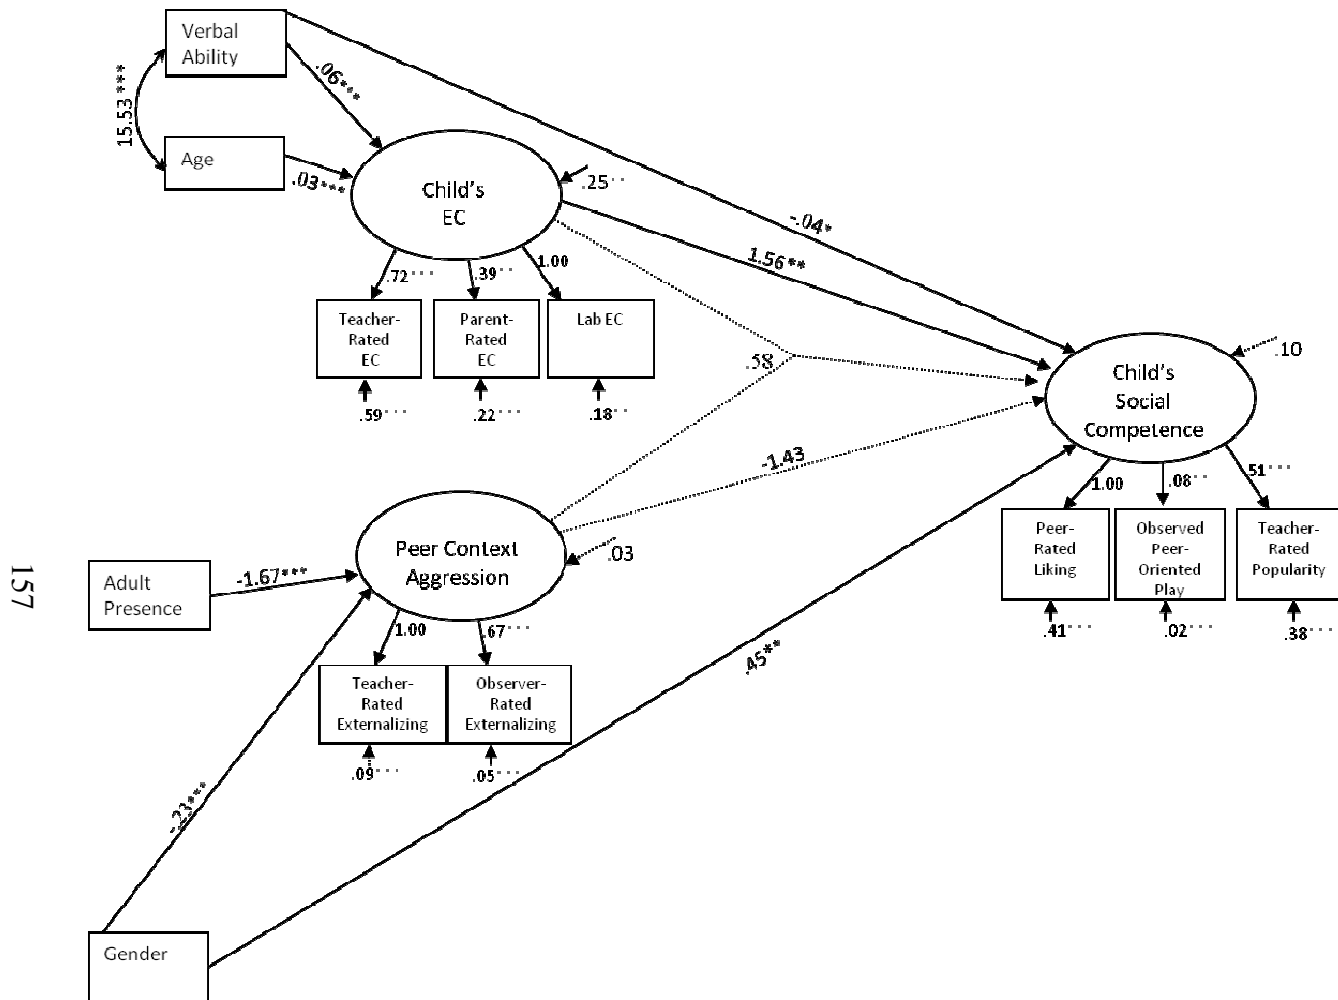 Verbal
Ability
15.53***
.06***
Age
.03***
Child's
EC
.25**
-.04*
1.56**
.72***
.39**
1.00
Teacher-
Rated
EC
Parent-
Rated
EC
Lab EC
.59***
.22***
.18**
.58
-1.43
Child's
Social
Competence
.10
1.00
.08**
.51***
Peer-
Rated
Liking
Observed
Peer-
Oriented
Play
Teacher-
Rated
Popularity
.41***
.02***
.38***
Peer Context
Aggression
.03
Adult
Presence
-1.67***
1.00
.67***
Teacher-
Rated
Externalizing
Observer-
Rated
Externalizing
.09***
.05***
.45**
-.23***
Gender
157